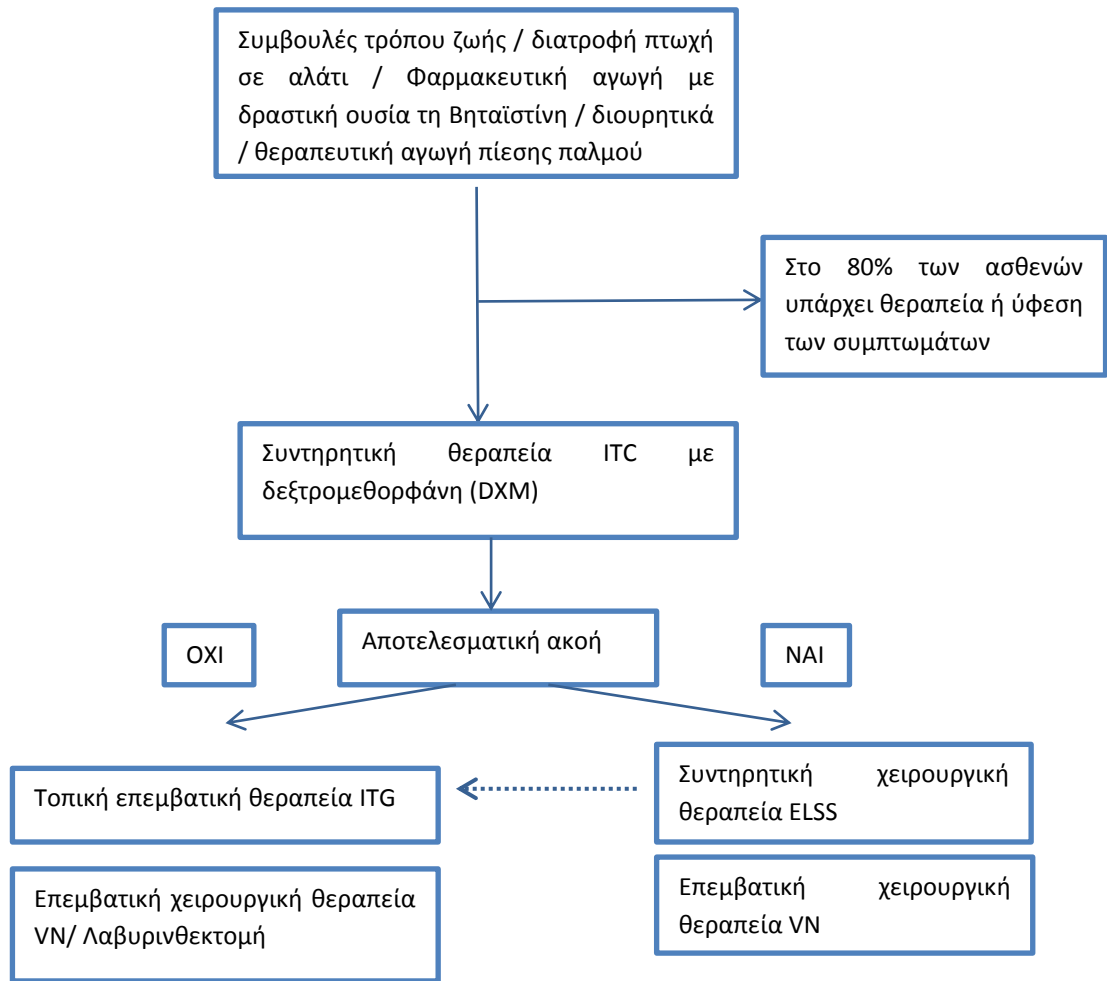 Συμβουλές τρόπου ζωής / διατροφή πτωχή
σε αλάτι / Φαρμακευτική αγωγή με
δραστική ουσία τη Βηταϊστίνη / διουρητικά
/ θεραπευτική αγωγή πίεσης παλμού
Στο 80% των ασθενών
υπάρχει θεραπεία ή ύφεση
των συμπτωμάτων
Συντηρητική θεραπεία ITC με
δεξτρομεθορφάνη (DXM)
ΟΧΙ
Αποτελεσματική ακοή
ΝΑΙ
Τοπική επεμβατική θεραπεία ITG
Συντηρητική χειρουργική
θεραπεία ELSS
Επεμβατική χειρουργική θεραπεία
VN/ Λαβυρινθεκτομή
Επεμβατική χειρουργική
θεραπεία VN